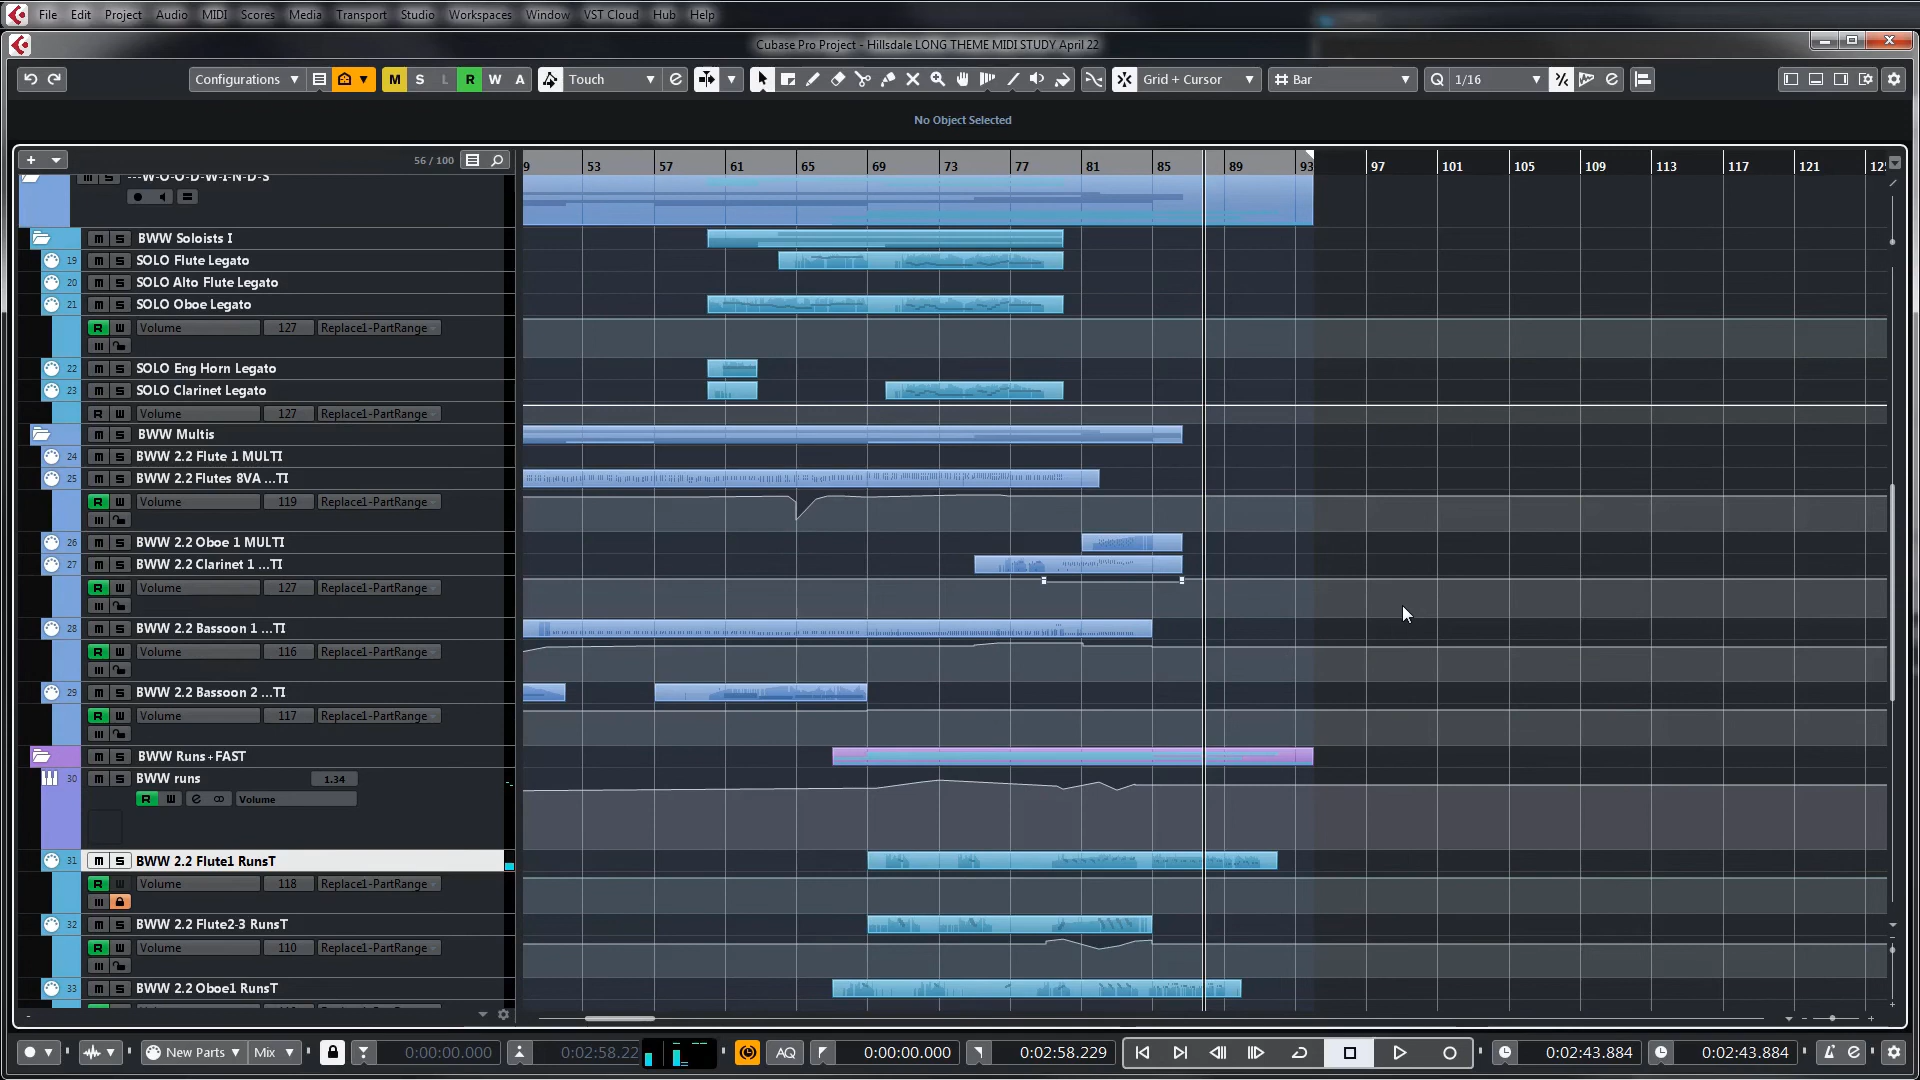 File Edit Project Audio MIDI Scores Media Transport Studio Workspaces Window VST Cloud Hub Help
Cubase Pro Project - Hillsdale LONG THEME MIDI STUDY April 22
Configurations M S L R W A Touch Grid + Cursor Bar Q 1/16
No Object Selected
56 / 100
9 53 57 61 65 69 73 77 81 85 89 93 97 101 105 109 113 117 121 12
m S ---W-O-O-D-W-I-N-D-S
m S BWW Soloists I
19 m S SOLO Flute Legato
20 m S SOLO Alto Flute Legato
21 m S SOLO Oboe Legato
R W Volume 127 Replace1-PartRange
22 m S SOLO Eng Horn Legato
23 m S SOLO Clarinet Legato
R W Volume 127 Replace1-PartRange
m S BWW Multis
24 m S BWW 2.2 Flute 1 MULTI
25 m S BWW 2.2 Flutes 8VA ...TI
R W Volume 119 Replace1-PartRange
26 m S BWW 2.2 Oboe 1 MULTI
27 m S BWW 2.2 Clarinet 1 ...TI
R W Volume 127 Replace1-PartRange
28 m S BWW 2.2 Bassoon 1 ...TI
R W Volume 116 Replace1-PartRange
29 m S BWW 2.2 Bassoon 2 ...TI
R W Volume 117 Replace1-PartRange
m S BWW Runs+FAST
30 m S BWW runs 1.34
R W e Volume
31 m S BWW 2.2 Flute1 RunsT
R W Volume 118 Replace1-PartRange
32 m S BWW 2.2 Flute2-3 RunsT
R W Volume 110 Replace1-PartRange
33 m S BWW 2.2 Oboe1 RunsT
New Parts Mix 0:00:00.000 0:02:58.22 AQ 0:00:00.000 0:02:58.229 0:02:43.884 0:02:43.884